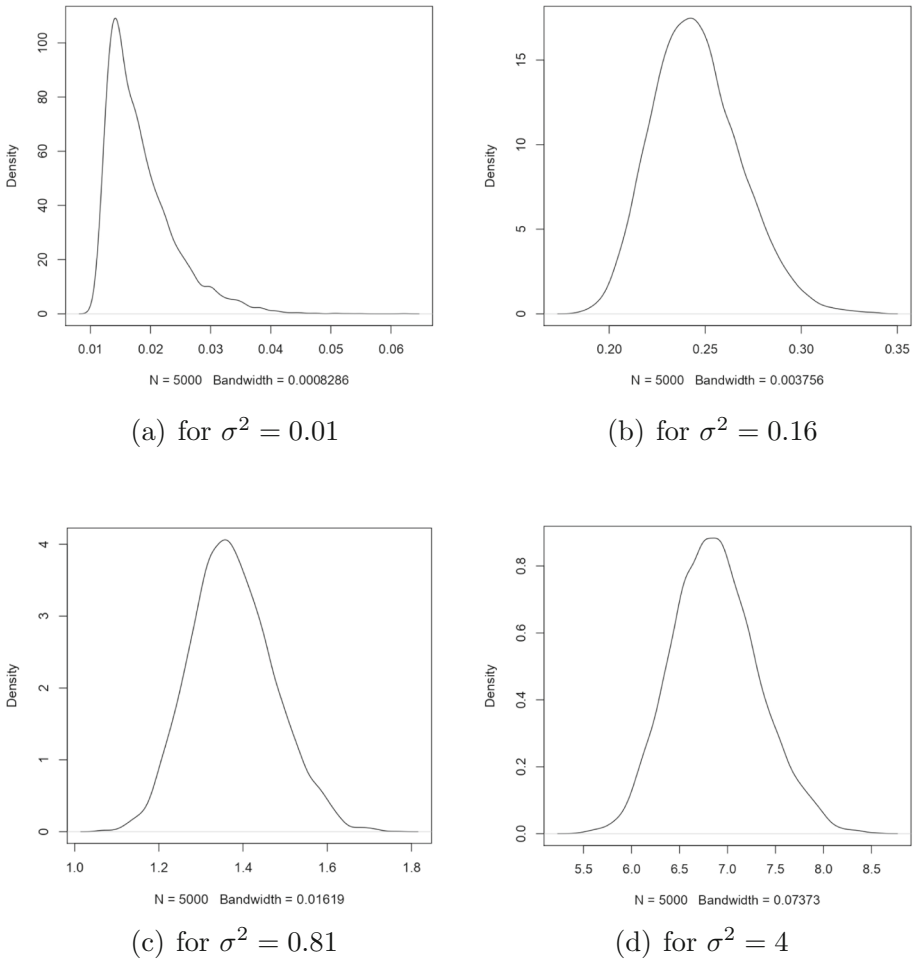 Density
0 20 40 60 80 100
0.01 0.02 0.03 0.04 0.05 0.06
N = 5000 Bandwidth = 0.0008286
(a) for σ² = 0.01
Density
0 5 10 15
0.20 0.25 0.30 0.35
N = 5000 Bandwidth = 0.003756
(b) for σ² = 0.16
Density
0 1 2 3 4
1.0 1.2 1.4 1.6 1.8
N = 5000 Bandwidth = 0.01619
(c) for σ² = 0.81
Density
0.0 0.2 0.4 0.6 0.8
5.5 6.0 6.5 7.0 7.5 8.0 8.5
N = 5000 Bandwidth = 0.07373
(d) for σ² = 4